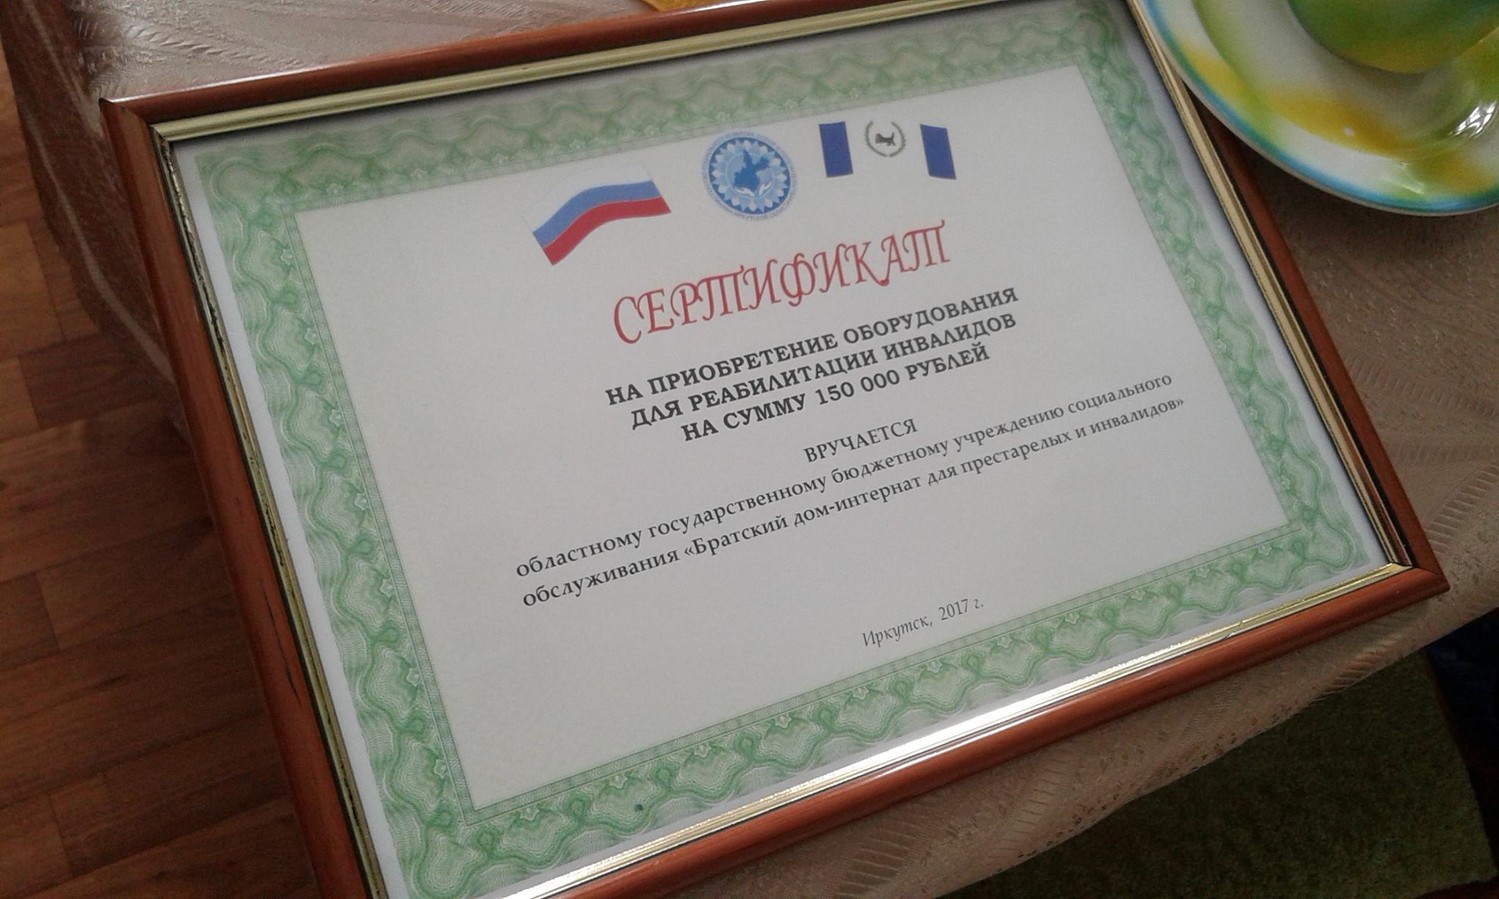 СЕРТИФИКАТ
НА ПРИОБРЕТЕНИЕ ОБОРУДОВАНИЯ
ДЛЯ РЕАБИЛИТАЦИИ ИНВАЛИДОВ
НА СУММУ 150 000 РУБЛЕЙ
ВРУЧАЕТСЯ
областному государственному бюджетному учреждению социального
обслуживания «Братский дом-интернат для престарелых и инвалидов»
Иркутск, 2017 г.